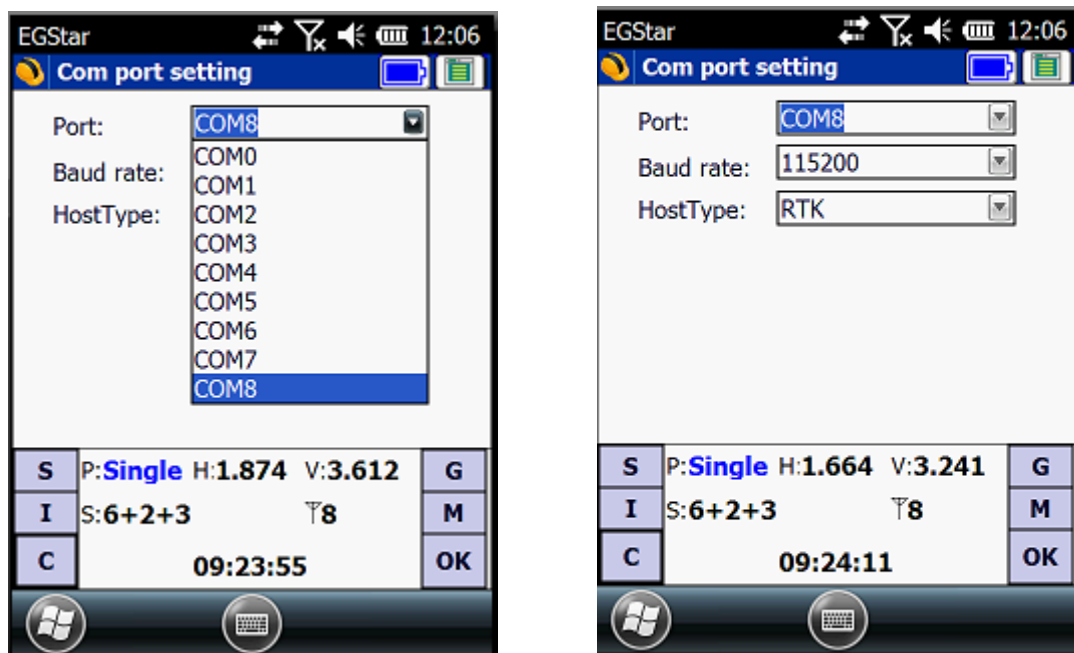 EGStar 12:06
Com port setting
Port: COM8
COM0
Baud rate:
COM1
HostType: COM2
COM3
COM4
COM5
COM6
COM7
COM8
S P:Single H:1.874 V:3.612 G
I S:6+2+3 8 M
C 09:23:55 OK
EGStar 12:06
Com port setting
Port: COM8
Baud rate: 115200
HostType: RTK
S P:Single H:1.664 V:3.241 G
I S:6+2+3 8 M
C 09:24:11 OK